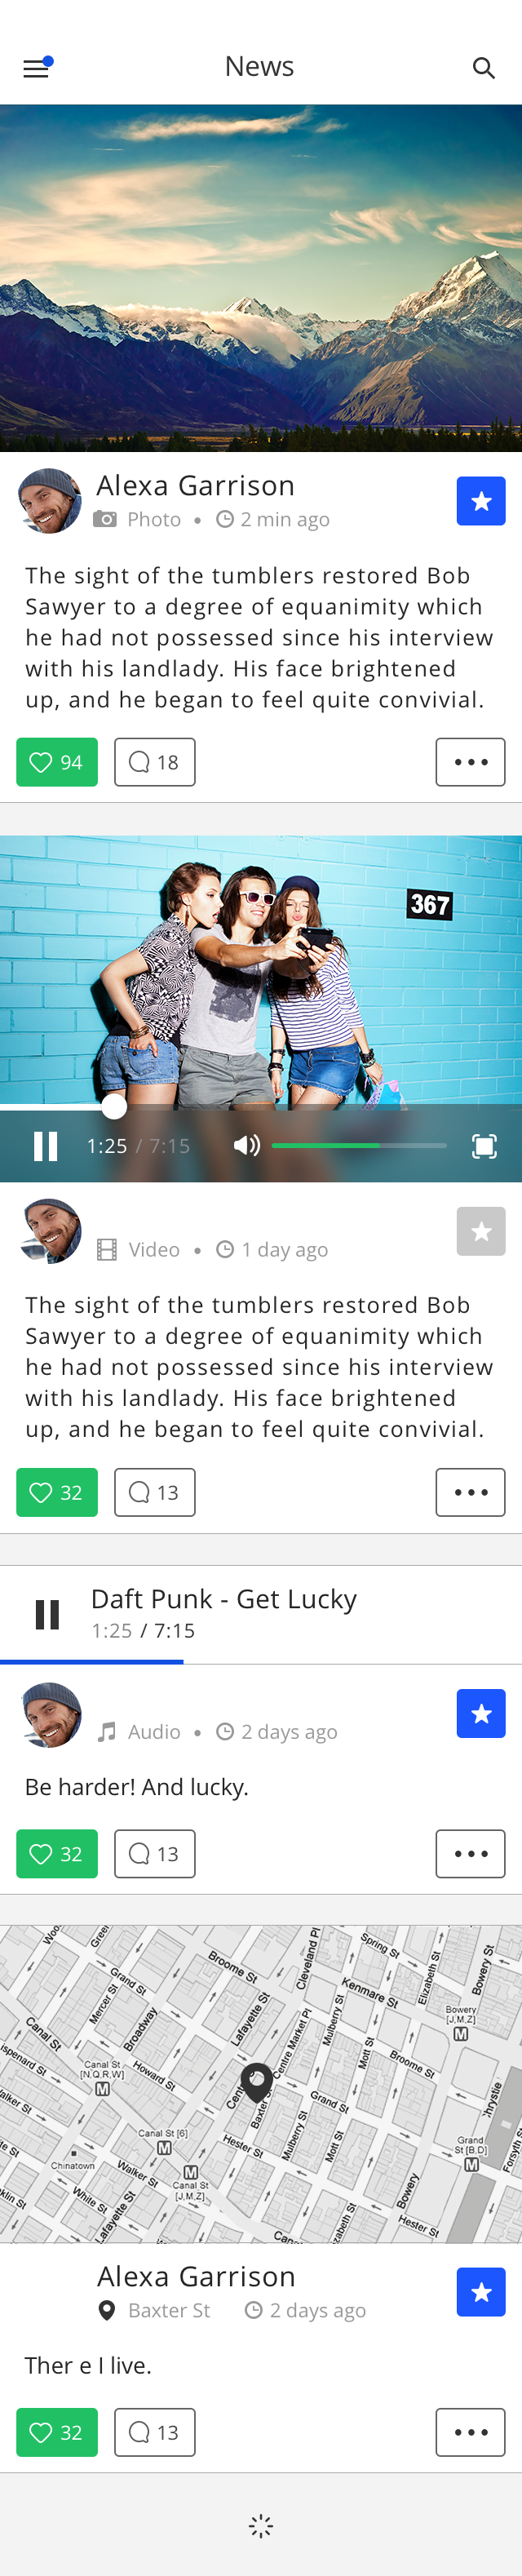 News
Alexa Garrison
Photo • 2 min ago
The sight of the tumblers restored Bob
Sawyer to a degree of equanimity which
he had not possessed since his interview
with his landlady. His face brightened
up, and he began to feel quite convivial.
94 18
367
1:25 / 7:15
Video • 1 day ago
The sight of the tumblers restored Bob
Sawyer to a degree of equanimity which
he had not possessed since his interview
with his landlady. His face brightened
up, and he began to feel quite convivial.
32 13
Daft Punk - Get Lucky
1:25 / 7:15
Audio • 2 days ago
Be harder! And lucky.
32 13
Broome St
Cleveland Pl
Spring St
Elizabeth St
Bowery St
Grand St
Mercer St
Broadway
Lafayette St
Kenmare St
Mulberry St
Bowery
[J,M,Z]
M
Canal St
Centre Market Pl
Mott St
Broome St
Canal St
[N,Q,R,W]
M
Howard St
Grand St
Baxter St
Mulberry St
Mott St
Canal St [6]
M
Hester St
Grand
St [B,D]
M
Forsyth St
Chinatown
Walker St
Canal St
[J,M,Z]
M
White St
Lafayette St
Bowery
Hester St
Alexa Garrison
Baxter St 2 days ago
Ther e I live.
32 13